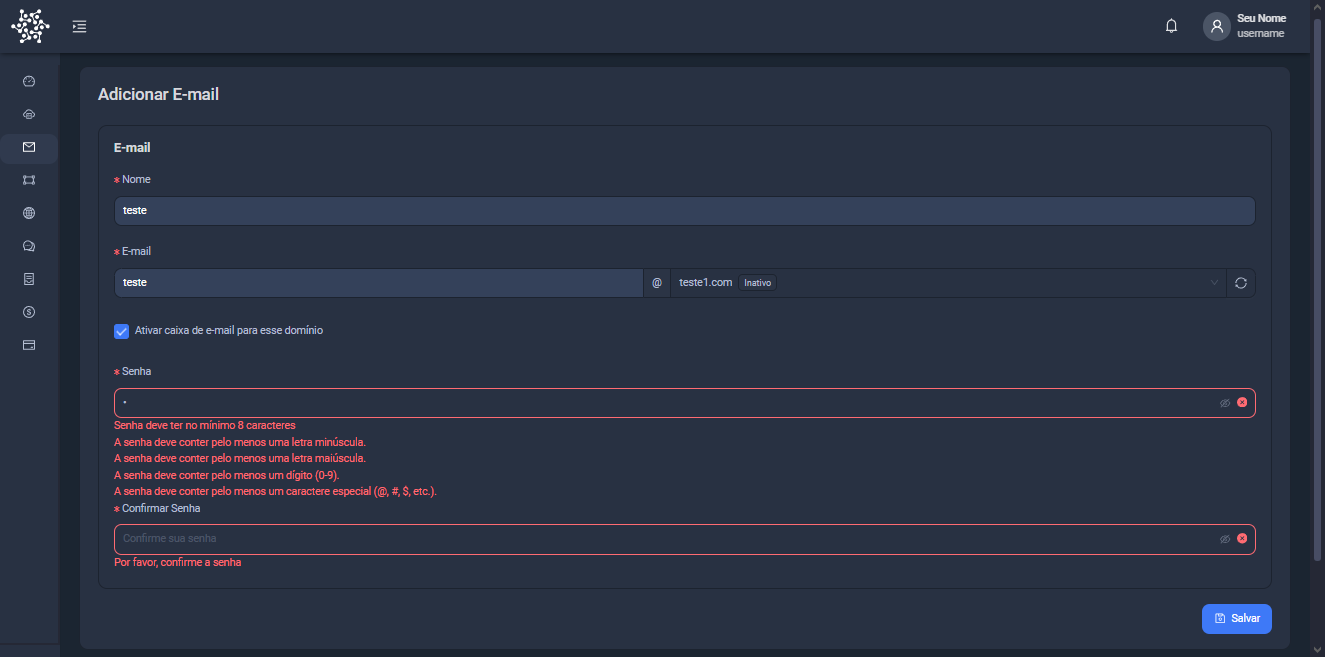 Seu Nome
username
Adicionar E-mail
E-mail
* Nome
teste
* E-mail
teste @ teste1.com Inativo
Ativar caixa de e-mail para esse domínio
* Senha
Senha deve ter no mínimo 8 caracteres
A senha deve conter pelo menos uma letra minúscula.
A senha deve conter pelo menos uma letra maiúscula.
A senha deve conter pelo menos um dígito (0-9).
A senha deve conter pelo menos um caractere especial (@, #, $, etc.).
* Confirmar Senha
Confirme sua senha
Por favor, confirme a senha
Salvar